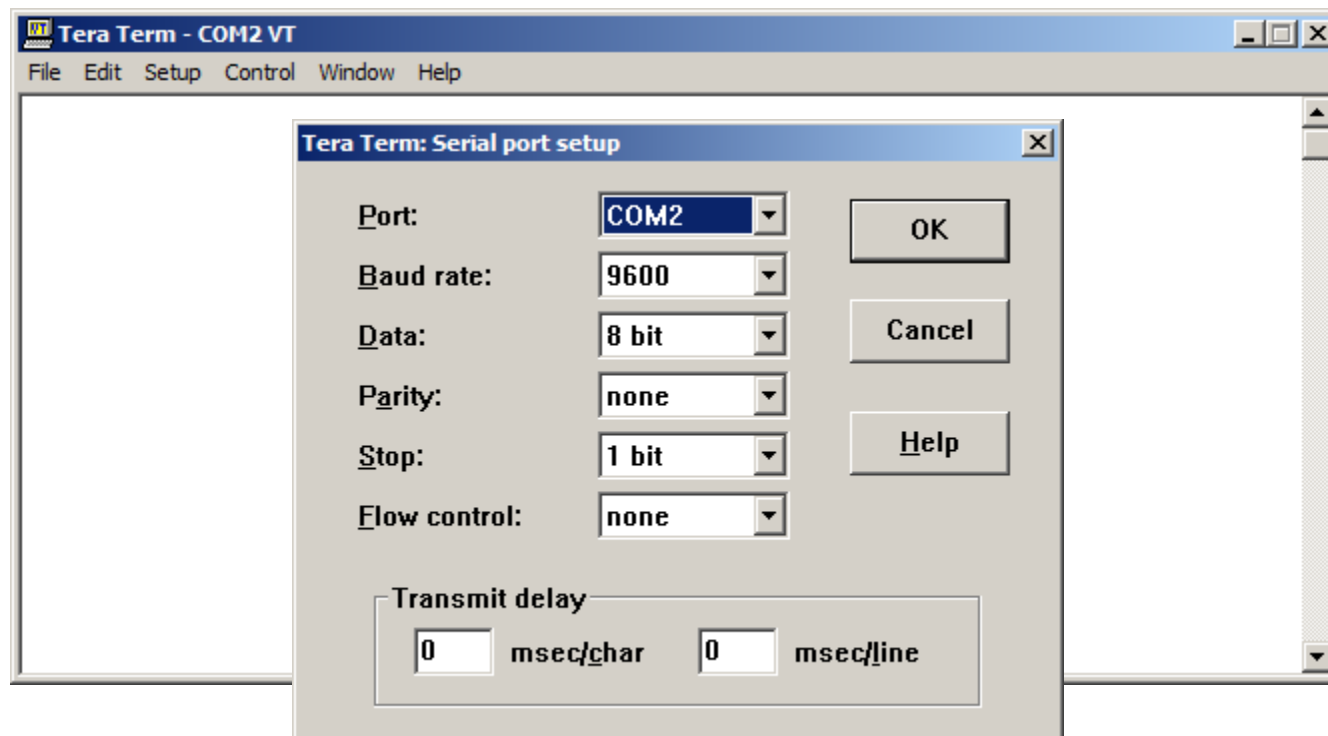 Tera Term - COM2 VT
File Edit Setup Control Window Help
Tera Term: Serial port setup
Port: COM2
OK
Baud rate: 9600
Data: 8 bit
Cancel
Parity: none
Stop: 1 bit
Help
Flow control: none
Transmit delay
0 msec/char 0 msec/line